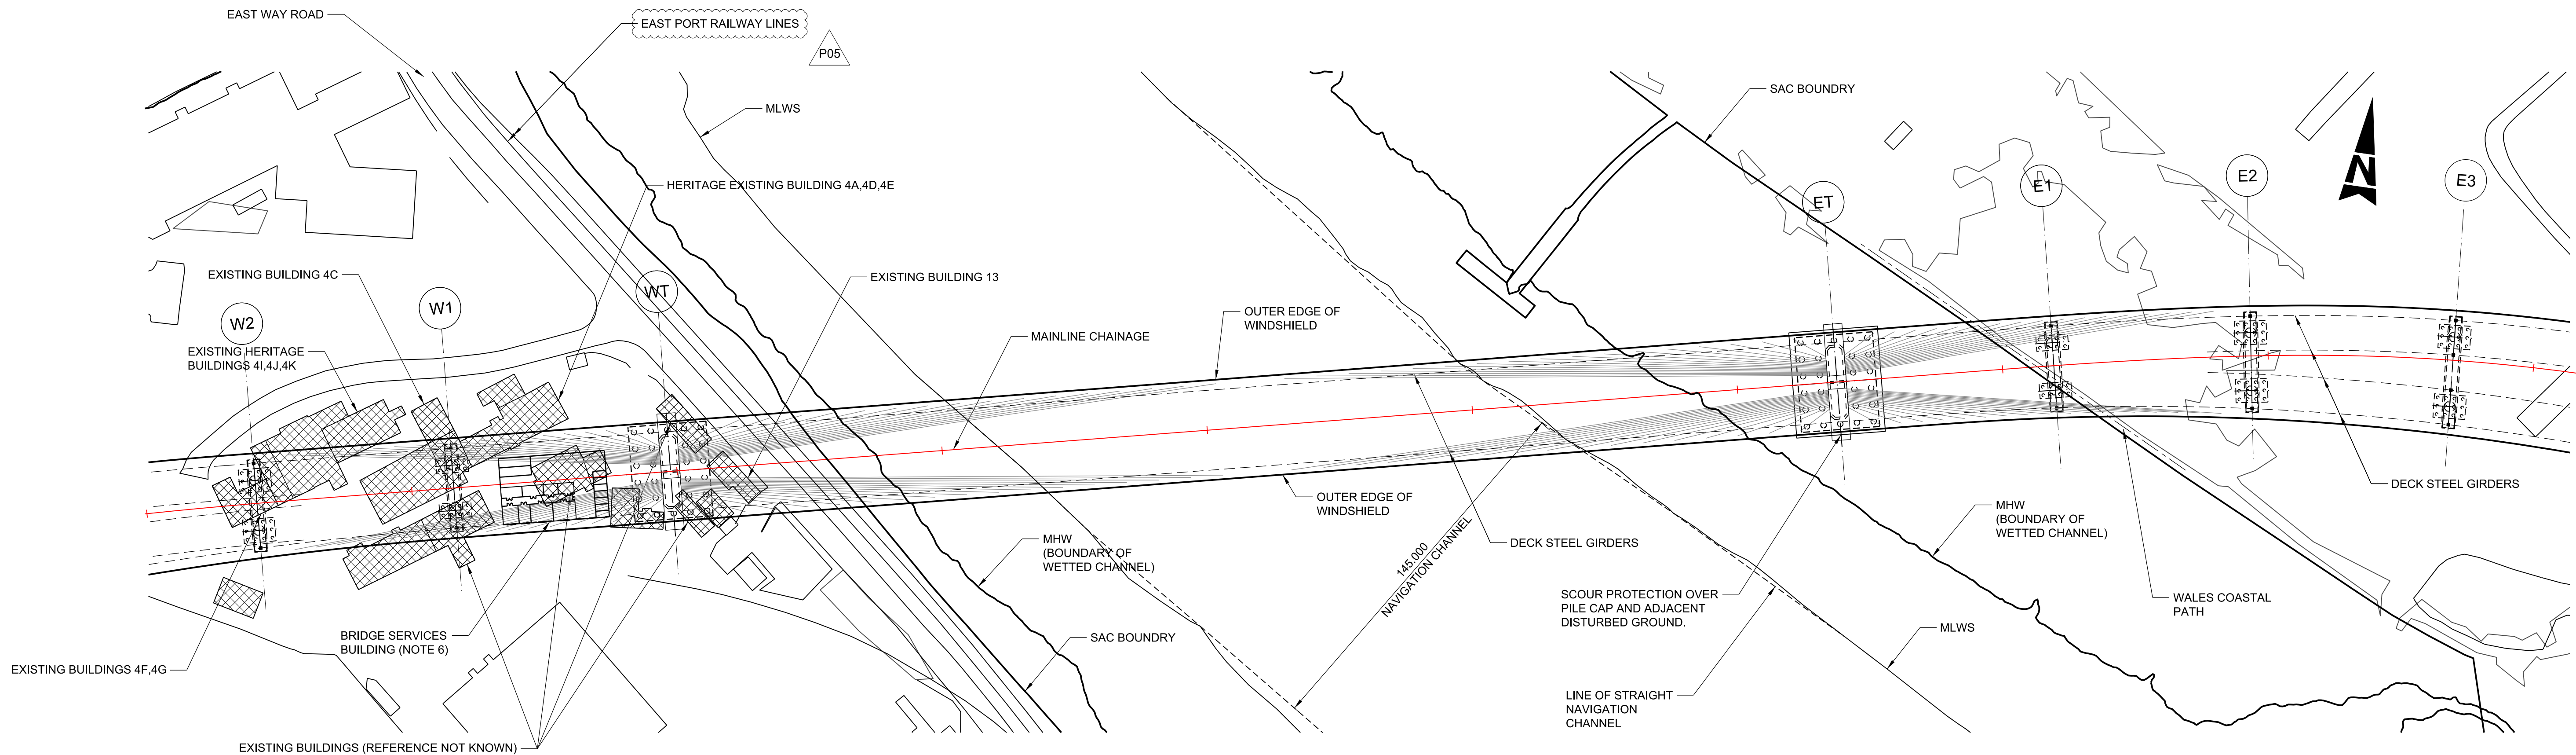 EAST WAY ROAD
EAST PORT RAILWAY LINES
P05
MLWS
SAC BOUNDRY
HERITAGE EXISTING BUILDING 4A,4D,4E
N
ET
E1
E2
E3
EXISTING BUILDING 4C
EXISTING BUILDING 13
W2
W1
WT
OUTER EDGE OF
WINDSHIELD
MAINLINE CHAINAGE
EXISTING HERITAGE
BUILDINGS 4I,4J,4K
DECK STEEL GIRDERS
OUTER EDGE OF
WINDSHIELD
MHW
(BOUNDARY OF
WETTED CHANNEL)
145.000
NAVIGATION CHANNEL
DECK STEEL GIRDERS
MHW
(BOUNDARY OF
WETTED CHANNEL)
SCOUR PROTECTION OVER
PILE CAP AND ADJACENT
DISTURBED GROUND.
WALES COASTAL
PATH
BRIDGE SERVICES
BUILDING (NOTE 6)
SAC BOUNDRY
MLWS
EXISTING BUILDINGS 4F,4G
LINE OF STRAIGHT
NAVIGATION
CHANNEL
EXISTING BUILDINGS (REFERENCE NOT KNOWN)